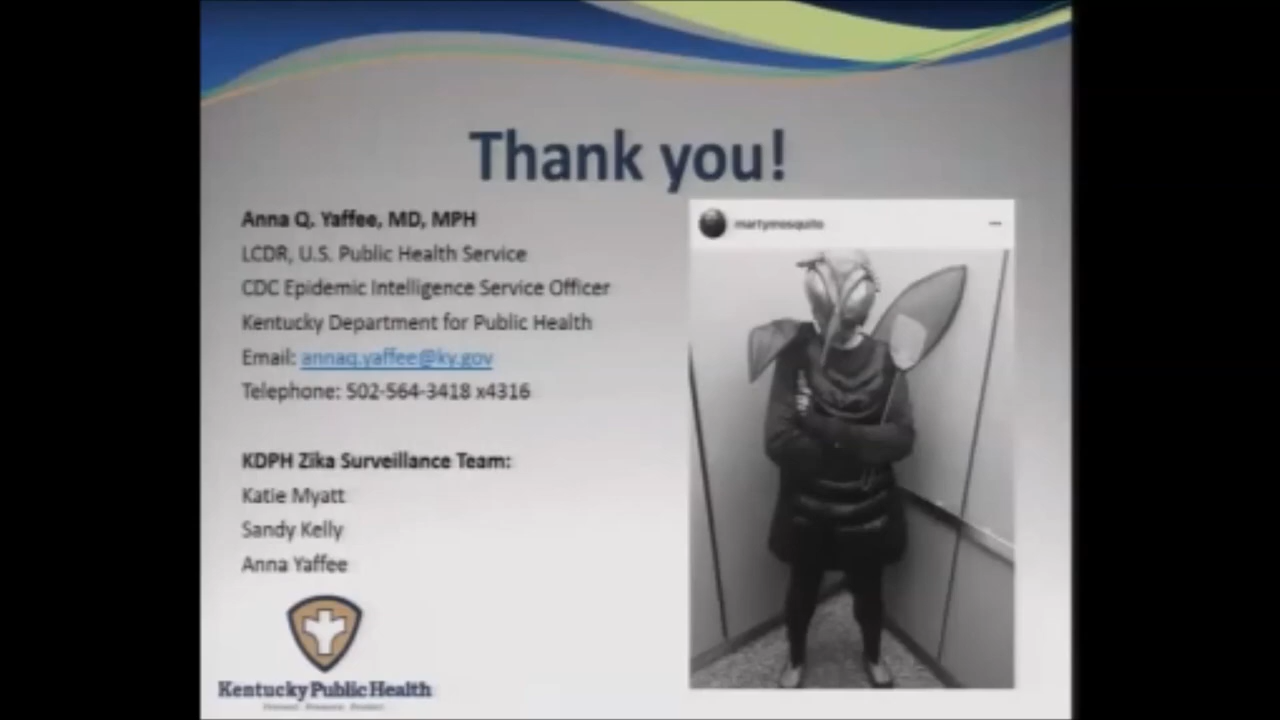 Thank you!
Anna Q. Yaffee, MD, MPH
LCDR, U.S. Public Health Service
CDC Epidemic Intelligence Service Officer
Kentucky Department for Public Health
Email: annaq.yaffee@ky.gov
Telephone: 502-564-3418 x4316
KDPH Zika Surveillance Team:
Katie Myatt
Sandy Kelly
Anna Yaffee
Kentucky Public Health
martymosquito